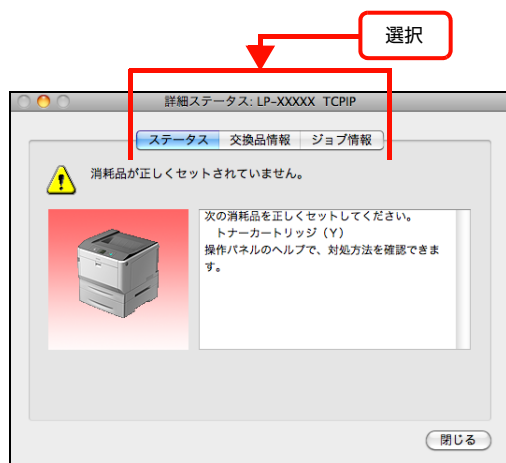 選択
詳細ステータス: LP-XXXXX TCPIP
ステータス 交換品情報 ジョブ情報
消耗品が正しくセットされていません。
次の消耗品を正しくセットしてください。
トナーカートリッジ（Y）
操作パネルのヘルプで、対処方法を確認できま
す。
閉じる